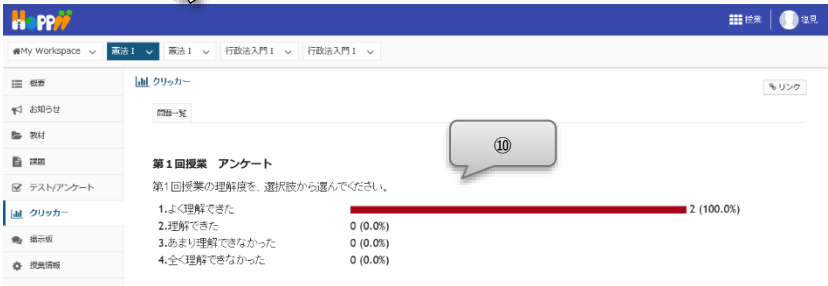 HoPPii
授業
塩見
My Workspace 憲法 I 憲法 I 行政法入門 I 行政法入門 I
概要
クリッカー
リンク
お知らせ
問題一覧
教材
⑩
課題
第1回授業 アンケート
テスト/アンケート
第1回授業の理解度を、選択肢から選んでください。
クリッカー
1.よく理解できた 2 (100.0%)
2.理解できた 0 (0.0%)
掲示板
3.あまり理解できなかった 0 (0.0%)
4.全く理解できなかった 0 (0.0%)
授業情報